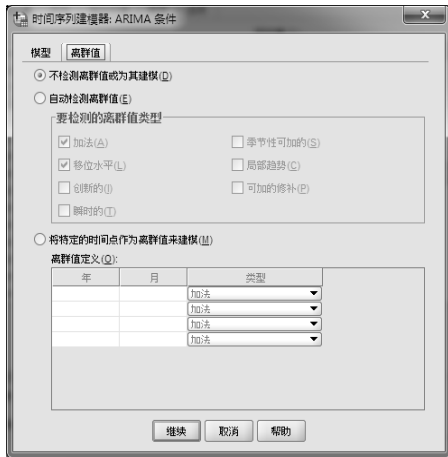 时间序列建模器: ARIMA 条件
模型 离群值
不检测离群值或为其建模(D)
自动检测离群值(E)
要检测的离群值类型
加法(A) 季节性可加的(S)
移位水平(L) 局部趋势(C)
创新的(I) 可加的修补(P)
瞬时的(T)
将特定的时间点作为离群值来建模(M)
离群值定义(O):
年 月 类型
加法
加法
加法
加法
继续 取消 帮助